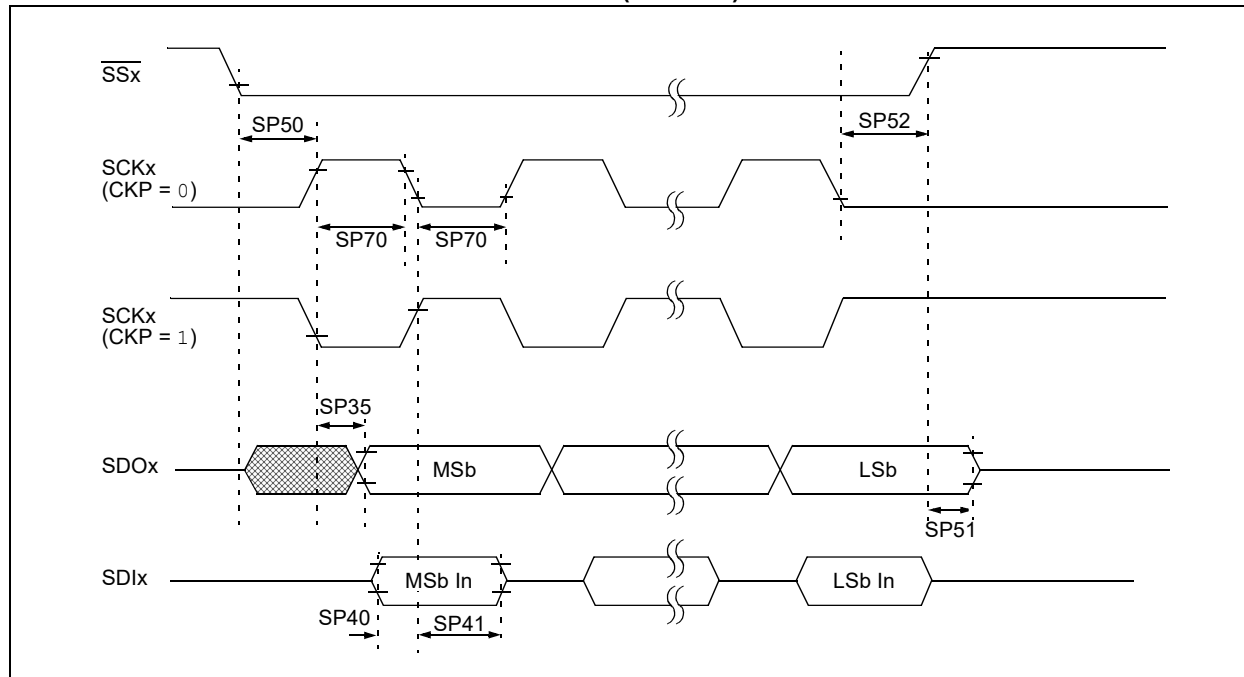 SSx
SP50
SP52
SCKx
(CKP = 0)
SP70
SP70
SCKx
(CKP = 1)
SP35
SDOx
MSb
LSb
SP51
SDIx
MSb In
LSb In
SP40
SP41